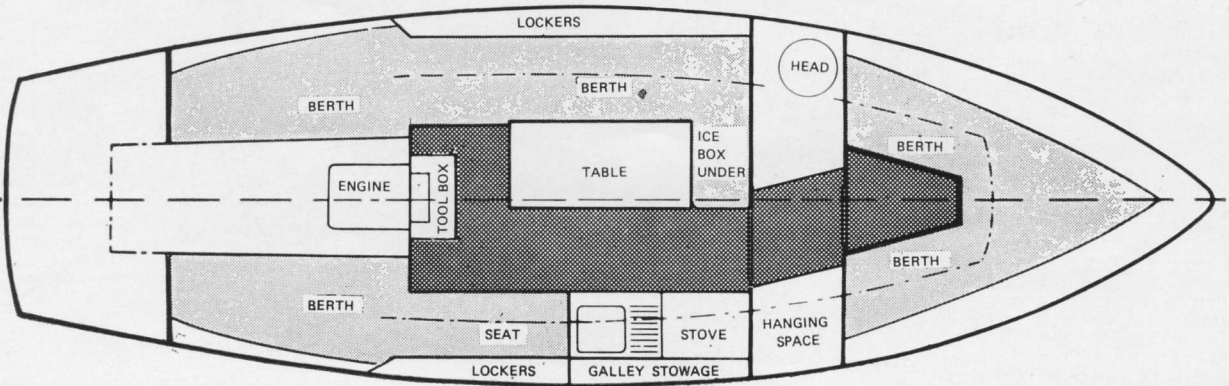 LOCKERS
HEAD
BERTH
BERTH
ICE
BOX
UNDER
BERTH
TABLE
ENGINE
TOOL BOX
BERTH
BERTH
SEAT
STOVE
HANGING
SPACE
LOCKERS
GALLEY STOWAGE